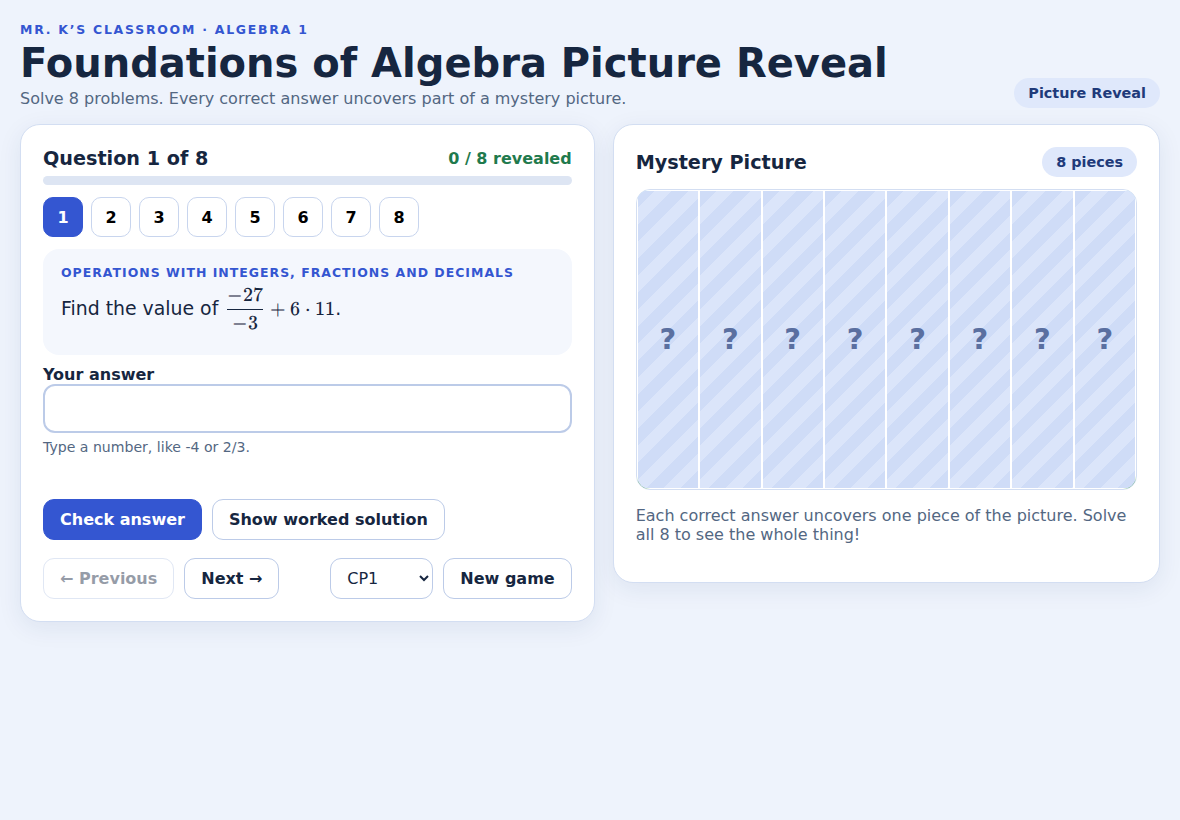 MR. K'S CLASSROOM · ALGEBRA 1
Foundations of Algebra Picture Reveal
Solve 8 problems. Every correct answer uncovers part of a mystery picture.
Picture Reveal
Question 1 of 8
0 / 8 revealed
1 2 3 4 5 6 7 8
OPERATIONS WITH INTEGERS, FRACTIONS AND DECIMALS
Find the value of \frac{-27}{-3} + 6 · 11.
Your answer
Type a number, like -4 or 2/3.
Check answer
Show worked solution
← Previous
Next →
CP1
New game
Mystery Picture
8 pieces
? ? ? ? ? ? ? ?
Each correct answer uncovers one piece of the picture. Solve
all 8 to see the whole thing!